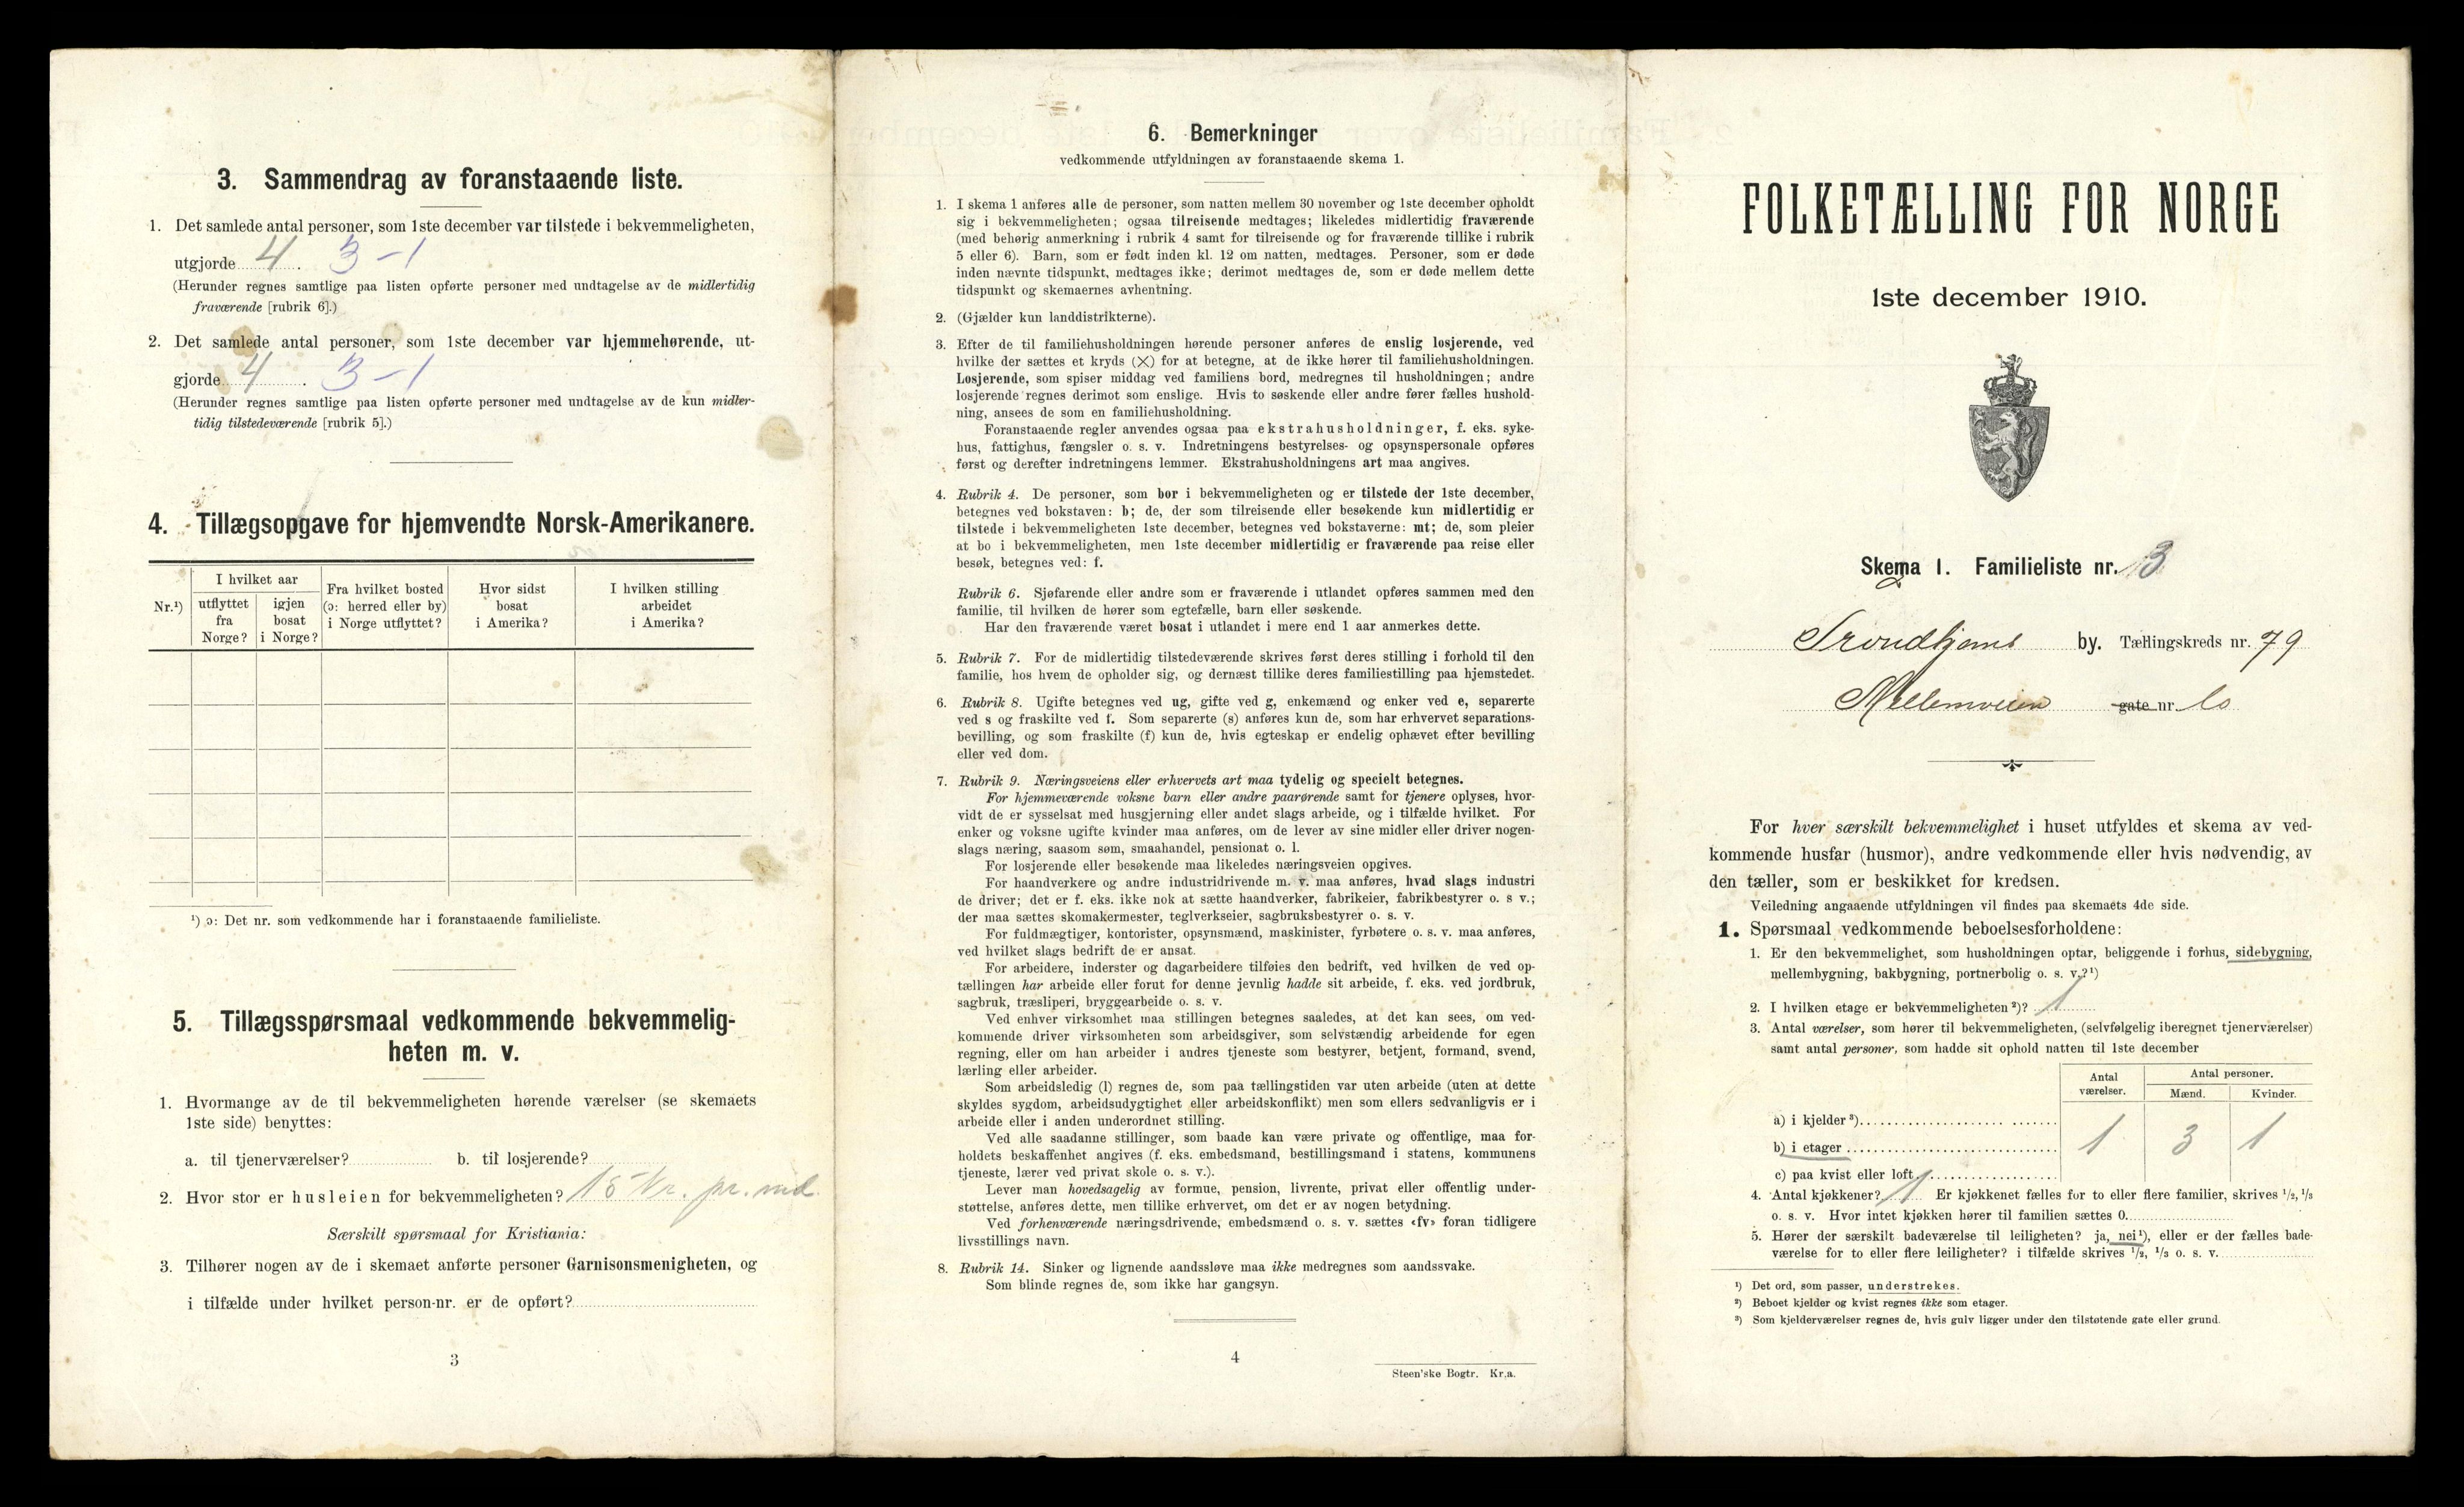 3. Sammendrag av foranstaaende liste.
1. Det samlede antal personer, som 1ste december var tilstede i bekvemmeligheten,
utgjorde 4. 3-1
(Herunder regnes samtlige paa listen opførte personer med undtagelse av de midlertidig
fraværende [rubrik 6].)
2. Det samlede antal personer, som 1ste december var hjemmehørende, ut-
gjorde 4. 3-1
(Herunder regnes samtlige paa listen opførte personer med undtagelse av de kun midler-
tidig tilstedeværende [rubrik 5].)
4. Tillægsopgave for hjemvendte Norsk-Amerikanere.
Nr.¹)
I hvilket aar
utflyttet
fra
Norge?
igjen
bosat
i Norge?
Fra hvilket bosted
(ɔ: herred eller by)
i Norge utflyttet?
Hvor sidst
bosat
i Amerika?
I hvilken stilling
arbeidet
i Amerika?
¹) ɔ: Det nr. som vedkommende har i foranstaaende familieliste.
5. Tillægsspørsmaal vedkommende bekvemmelig-
heten m. v.
1. Hvormange av de til bekvemmeligheten hørende værelser (se skemaets
1ste side) benyttes:
a. til tjenerværelser? b. til losjerende?
2. Hvor stor er husleien for bekvemmeligheten? 15 Kr. pr. md.
Særskilt spørsmaal for Kristiania:
3. Tilhører nogen av de i skemaet anførte personer Garnisonsmenigheten, og
i tilfælde under hvilket person-nr. er de opført?
3
6. Bemerkninger
vedkommende utfyldningen av foranstaaende skema 1.
1. I skema 1 anføres alle de personer, som natten mellem 30 november og 1ste december opholdt
sig i bekvemmeligheten; ogsaa tilreisende medtages; likeledes midlertidig fraværende
(med behørig anmerkning i rubrik 4 samt for tilreisende og for fraværende tillike i rubrik
5 eller 6). Barn, som er født inden kl. 12 om natten, medtages. Personer, som er døde
inden nævnte tidspunkt, medtages ikke; derimot medtages de, som er døde mellem dette
tidspunkt og skemaernes avhentning.
2. (Gjælder kun landdistrikterne).
3. Efter de til familiehusholdningen hørende personer anføres de enslig losjerende, ved
hvilke der sættes et kryds (×) for at betegne, at de ikke hører til familiehusholdningen.
Losjerende, som spiser middag ved familiens bord, medregnes til husholdningen; andre
losjerende regnes derimot som enslige. Hvis to søskende eller andre fører fælles hushold-
ning, ansees de som en familiehusholdning.
Foranstaaende regler anvendes ogsaa paa ekstrahusholdninger, f. eks. syke-
hus, fattighus, fængsler o. s. v. Indretningens bestyrelses- og opsynspersonale opføres
først og derefter indretningens lemmer. Ekstrahusholdningens art maa angives.
4. Rubrik 4. De personer, som bor i bekvemmeligheten og er tilstede der 1ste december,
betegnes ved bokstaven: b; de, der som tilreisende eller besøkende kun midlertidig er
tilstede i bekvemmeligheten 1ste december, betegnes ved bokstaverne: mt; de, som pleier
at bo i bekvemmeligheten, men 1ste december midlertidig er fraværende paa reise eller
besøk, betegnes ved: f.
Rubrik 6. Sjøfarende eller andre som er fraværende i utlandet opføres sammen med den
familie, til hvilken de hører som egtefælle, barn eller søskende.
Har den fraværende været bosat i utlandet i mere end 1 aar anmerkes dette.
5. Rubrik 7. For de midlertidig tilstedeværende skrives først deres stilling i forhold til den
familie, hos hvem de opholder sig, og dernæst tillike deres familiestilling paa hjemstedet.
6. Rubrik 8. Ugifte betegnes ved ug, gifte ved g, enkemænd og enker ved e, separerte
ved s og fraskilte ved f. Som separerte (s) anføres kun de, som har erhvervet separations-
bevilling, og som fraskilte (f) kun de, hvis egteskap er endelig ophævet efter bevilling
eller ved dom.
7. Rubrik 9. Næringsveiens eller erhvervets art maa tydelig og specielt betegnes.
For hjemmeværende voksne barn eller andre paarørende samt for tjenere oplyses, hvor-
vidt de er sysselsat med husgjerning eller andet slags arbeide, og i tilfælde hvilket. For
enker og voksne ugifte kvinder maa anføres, om de lever av sine midler eller driver nogen-
slags næring, saasom søm, smaahandel, pensionat o. l.
For losjerende eller besøkende maa likeledes næringsveien opgives.
For haandverkere og andre industridrivende m. v. maa anføres, hvad slags industri
de driver; det er f. eks. ikke nok at sætte haandverker, fabrikeier, fabrikbestyrer o. s v.;
der maa sættes skomakermester, teglverkseier, sagbruksbestyrer o. s. v.
For fuldmægtiger, kontorister, opsynsmænd, maskinister, fyrbøtere o. s. v. maa anføres,
ved hvilket slags bedrift de er ansat.
For arbeidere, inderster og dagarbeidere tilføies den bedrift, ved hvilken de ved op-
tællingen har arbeide eller forut for denne jevnlig hadde sit arbeide, f. eks. ved jordbruk,
sagbruk, træsliperi, bryggearbeide o. s. v.
Ved enhver virksomhet maa stillingen betegnes saaledes, at det kan sees, om ved-
kommende driver virksomheten som arbeidsgiver, som selvstændig arbeidende for egen
regning, eller om han arbeider i andres tjeneste som bestyrer, betjent, formand, svend,
lærling eller arbeider.
Som arbeidsledig (l) regnes de, som paa tællingstiden var uten arbeide (uten at dette
skyldes sygdom, arbeidsudygtighet eller arbeidskonflikt) men som ellers sedvanligvis er i
arbeide eller i anden underordnet stilling.
Ved alle saadanne stillinger, som baade kan være private og offentlige, maa for-
holdets beskaffenhet angives (f. eks. embedsmand, bestillingsmand i statens, kommunens
tjeneste, lærer ved privat skole o. s. v.).
Lever man hovedsagelig av formue, pension, livrente, privat eller offentlig under-
støttelse, anføres dette, men tillike erhvervet, om det er av nogen betydning.
Ved forhenværende næringsdrivende, embedsmænd o. s. v. sættes «fv» foran tidligere
livsstillings navn.
8. Rubrik 14. Sinker og lignende aandssløve maa ikke medregnes som aandssvake.
Som blinde regnes de, som ikke har gangsyn.
4
Steen'ske Bogtr. Kr.a.
FOLKETÆLLING FOR NORGE
1ste december 1910.
Skema 1. Familieliste nr. 3
Trondhjems by. Tællingskreds nr. 79
Mellemveien gate nr.
For hver særskilt bekvemmelighet i huset utfyldes et skema av ved-
kommende husfar (husmor), andre vedkommende eller hvis nødvendig, av
den tæller, som er beskikket for kredsen.
Veiledning angaaende utfyldningen vil findes paa skemaets 4de side.
1. Spørsmaal vedkommende beboelsesforholdene:
1. Er den bekvemmelighet, som husholdningen optar, beliggende i forhus, sidebygning,
mellembygning, bakbygning, portnerbolig o. s. v.?¹)
2. I hvilken etage er bekvemmeligheten²)? 1
3. Antal værelser, som hører til bekvemmeligheten, (selvfølgelig iberegnet tjenerværelser)
samt antal personer, som hadde sit ophold natten til 1ste december
Antal
værelser.
Antal personer.
Mænd. Kvinder.
a) i kjelder³)
b) i etager 1 3 1
c) paa kvist eller loft
4. Antal kjøkkener? 1 Er kjøkkenet fælles for to eller flere familier, skrives ¹/₂, ¹/₃
o. s. v. Hvor intet kjøkken hører til familien sættes 0.
5. Hører der særskilt badeværelse til leiligheten? ja, nei¹), eller er der fælles bade-
værelse for to eller flere leiligheter? i tilfælde skrives ¹/₂, ¹/₃ o. s. v.
¹) Det ord, som passer, understrekes.
²) Beboet kjelder og kvist regnes ikke som etager.
³) Som kjelderværelser regnes de, hvis gulv ligger under den tilstøtende gate eller grund.